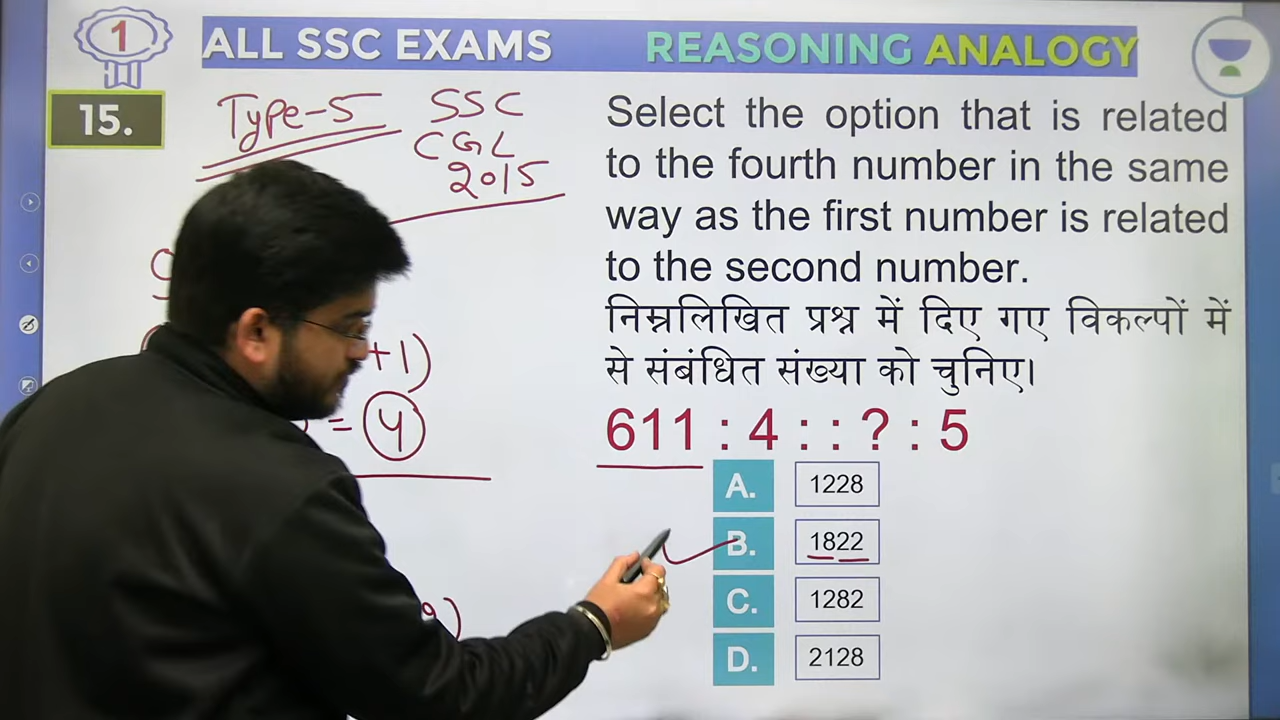 1
ALL SSC EXAMS
REASONING ANALOGY
15.
Type-5
SSC
CGL
2015
+1)
= 4
Select the option that is related
to the fourth number in the same
way as the first number is related
to the second number.
निम्नलिखित प्रश्न में दिए गए विकल्पों में
से संबंधित संख्या को चुनिए।
611 : 4 : : ? : 5
A. 1228
B. 1822
C. 1282
D. 2128